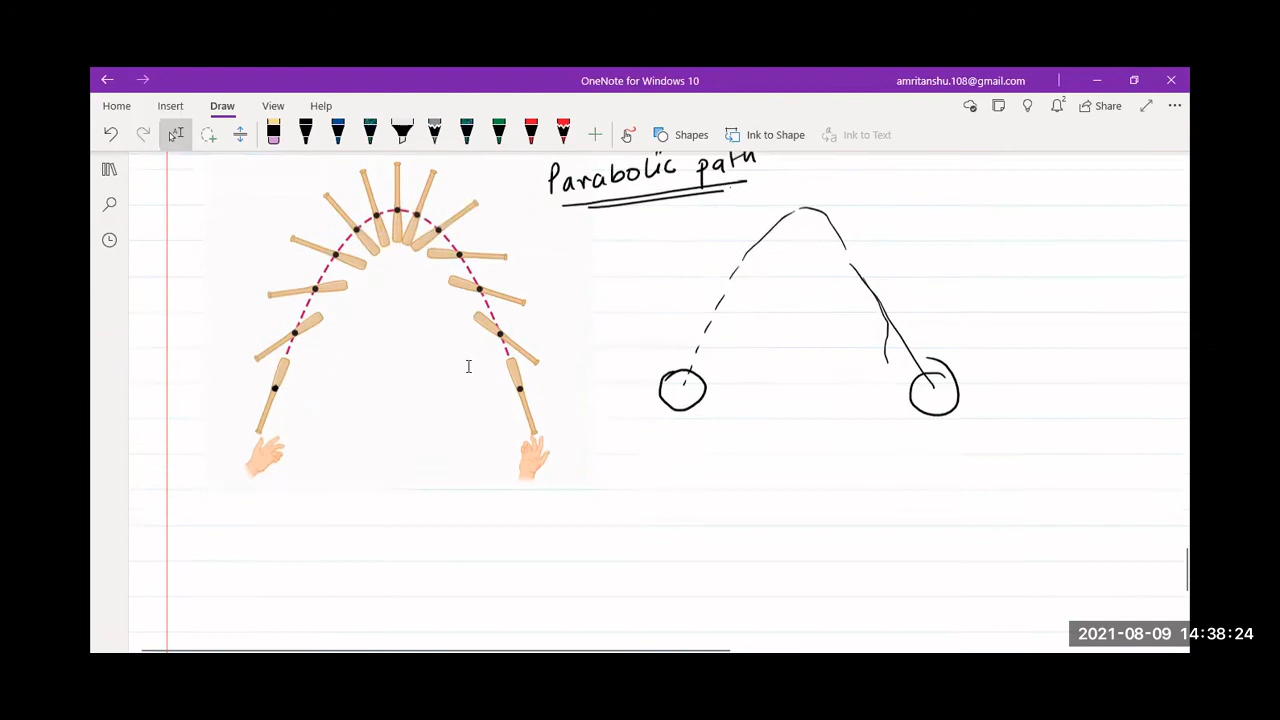 OneNote for Windows 10
amritanshu.108@gmail.com
Home Insert Draw View Help
2
Share
Shapes
Ink to Shape
Ink to Text
Parabolic path
2021-08-09 14:38:24